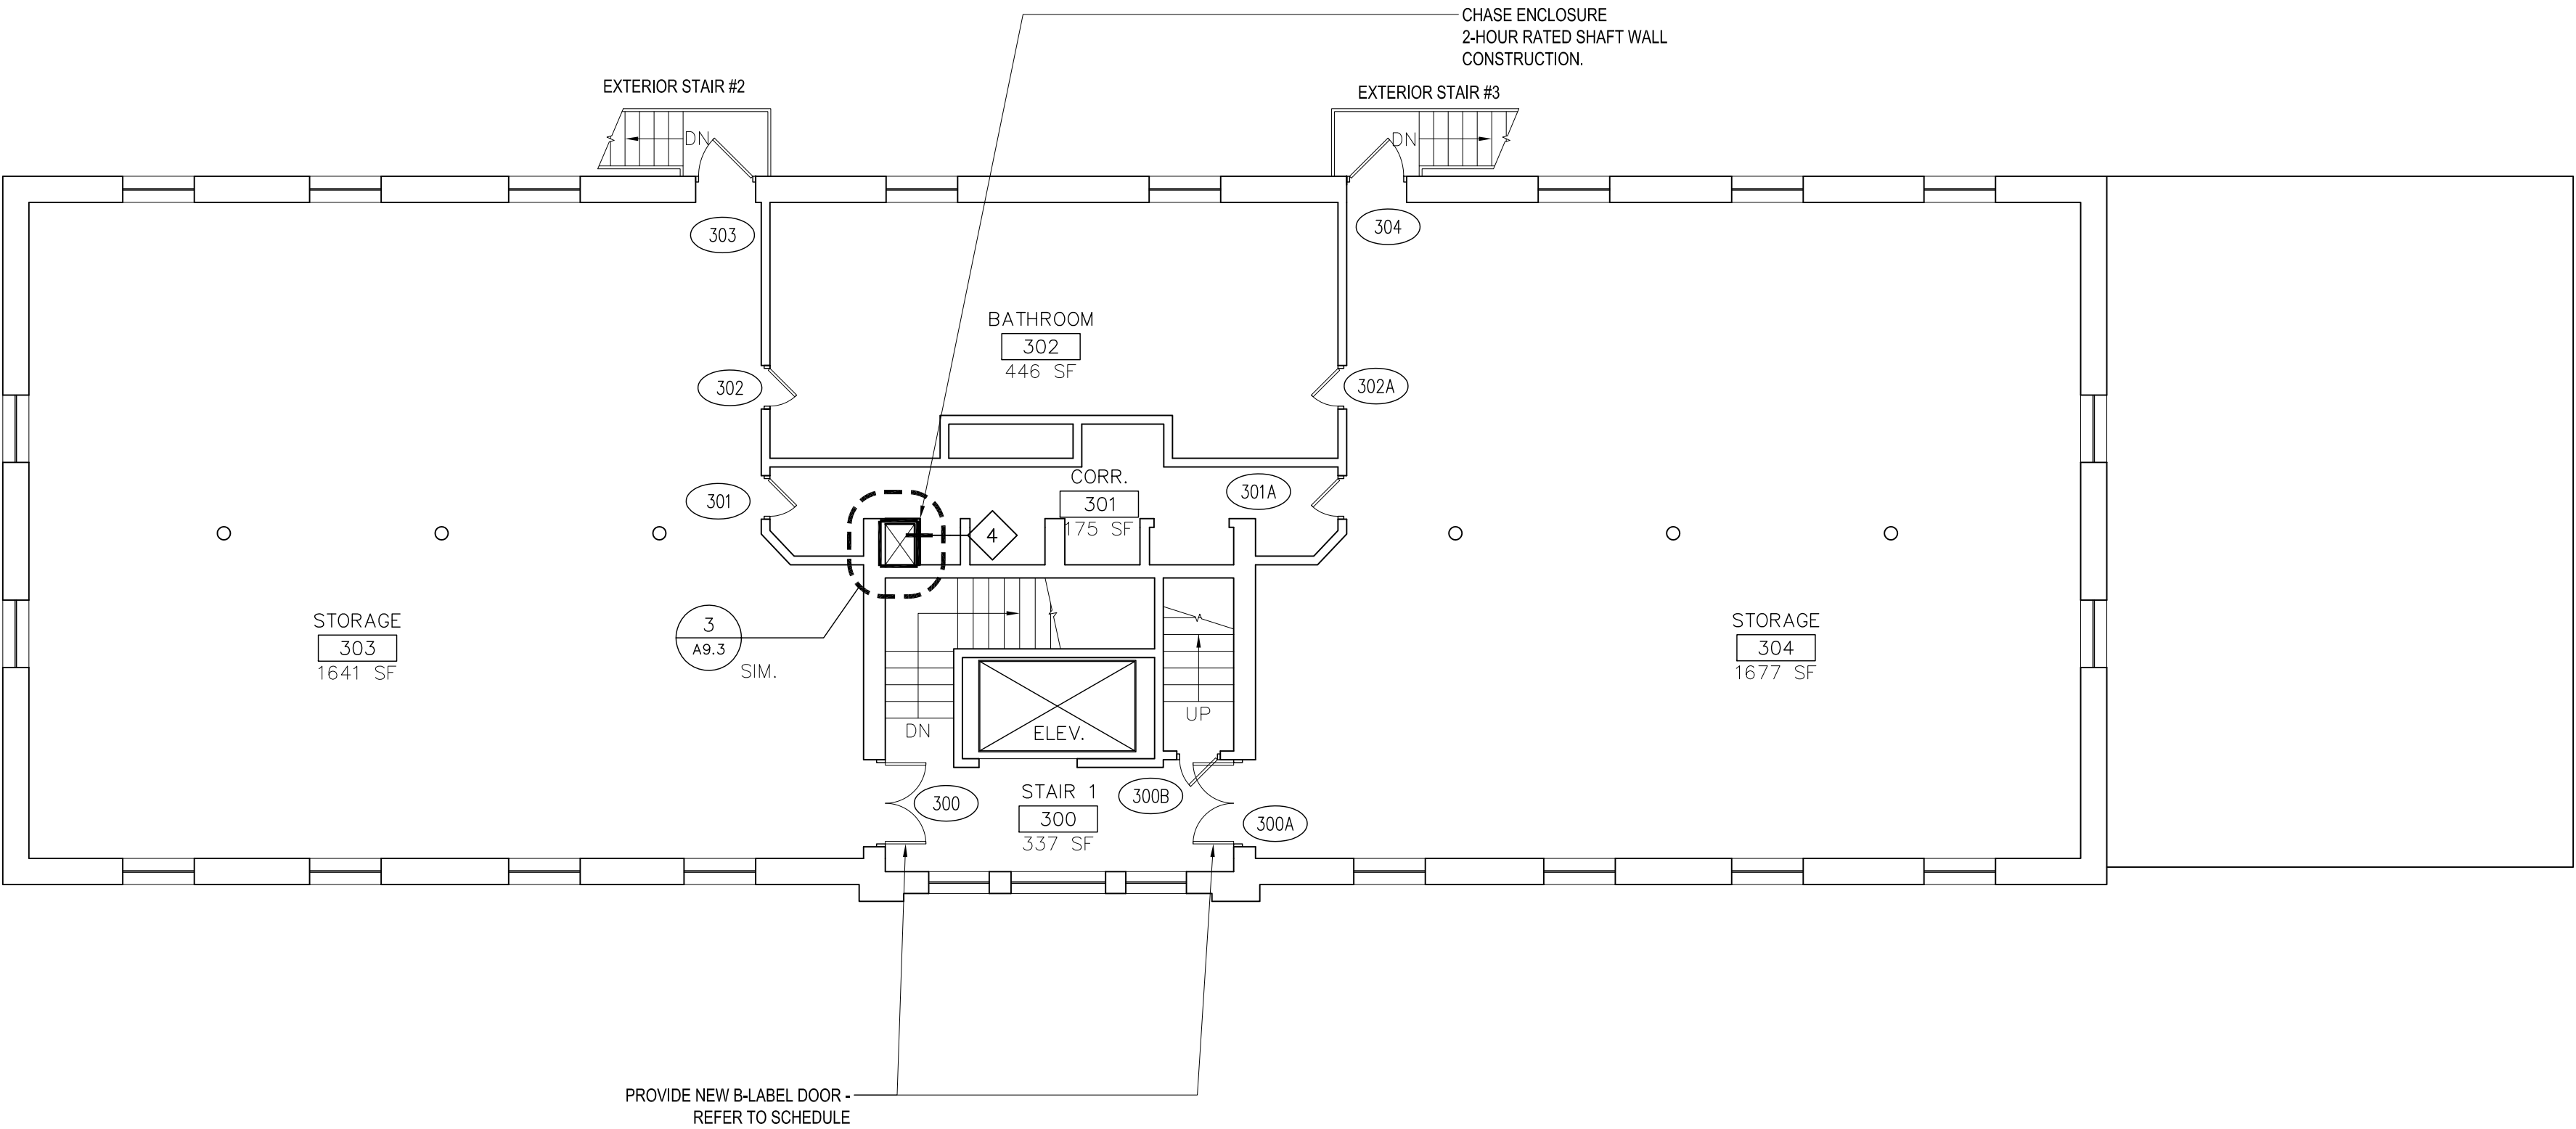 CHASE ENCLOSURE
2-HOUR RATED SHAFT WALL
CONSTRUCTION.
EXTERIOR STAIR #2
EXTERIOR STAIR #3
DN
DN
303
304
BATHROOM
302
446 SF
302
302A
301
CORR.
301
175 SF
301A
4
3
A9.3
SIM.
STORAGE
303
1641 SF
STORAGE
304
1677 SF
DN
ELEV.
UP
300
STAIR 1
300
337 SF
300B
300A
PROVIDE NEW B-LABEL DOOR -
REFER TO SCHEDULE